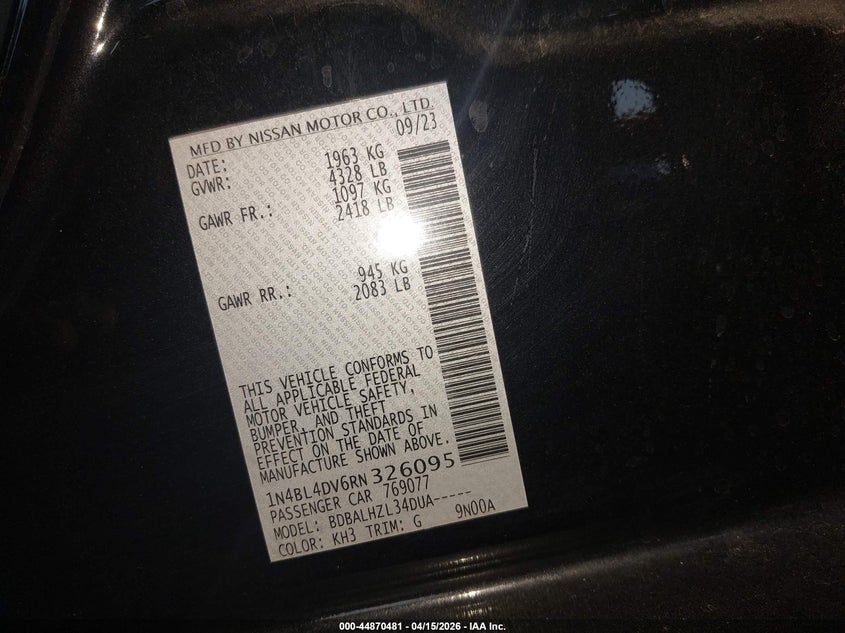 MFD BY NISSAN MOTOR CO., LTD.
DATE: 09/23
GVWR: 1963 KG
4328 LB
GAWR FR.: 1097 KG
2418 LB
GAWR RR.: 945 KG
2083 LB
THIS VEHICLE CONFORMS TO
ALL APPLICABLE FEDERAL
MOTOR VEHICLE SAFETY,
BUMPER, AND THEFT
PREVENTION STANDARDS IN
EFFECT ON THE DATE OF
MANUFACTURE SHOWN ABOVE.
1N4BL4DV6RN326095
PASSENGER CAR 769077
MODEL: BDBALHZL34DUA-----
COLOR: KH3 TRIM: G 9N00A
000-44870481 - 04/15/2026 - IAA Inc.